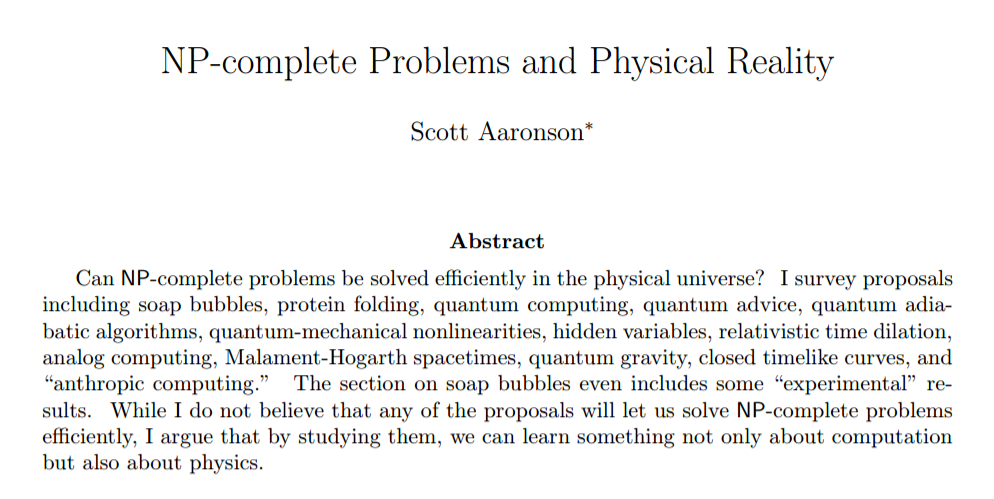 NP-complete Problems and Physical Reality
Scott Aaronson*
Abstract
Can NP-complete problems be solved efficiently in the physical universe? I survey proposals
including soap bubbles, protein folding, quantum computing, quantum advice, quantum adia-
batic algorithms, quantum-mechanical nonlinearities, hidden variables, relativistic time dilation,
analog computing, Malament-Hogarth spacetimes, quantum gravity, closed timelike curves, and
“anthropic computing.” The section on soap bubbles even includes some “experimental” re-
sults. While I do not believe that any of the proposals will let us solve NP-complete problems
efficiently, I argue that by studying them, we can learn something not only about computation
but also about physics.